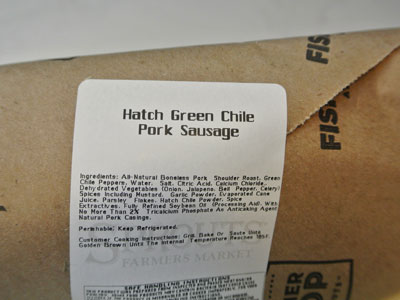 Hatch Green Chile
Pork Sausage
Ingredients: All-Natural Boneless Pork Shoulder Roast, Green
Chile Peppers, Water, Salt, Citric Acid, Calcium Chloride,
Dehydrated Vegetables (Onion, Jalapeno, Bell Pepper, Celery)
Spices Including Mustard, Garlic Powder, Evaporated Cane
Juice, Parsley Flakes, Hatch Chile Powder, Spice
Extractives, Fully Refined Soybean Oil (Processing Aid), With
No More Than 2% Tricalcium Phosphate As Anticaking Agent
Natural Pork Casings.
Perishable; Keep Refrigerated.
Customer Cooking Instructions: Grill, Bake Or Saute Until
Golden Brown Until The Internal Temperature Reaches 165f.
FARMERS MARKET
SAFE HANDLING INSTRUCTIONS